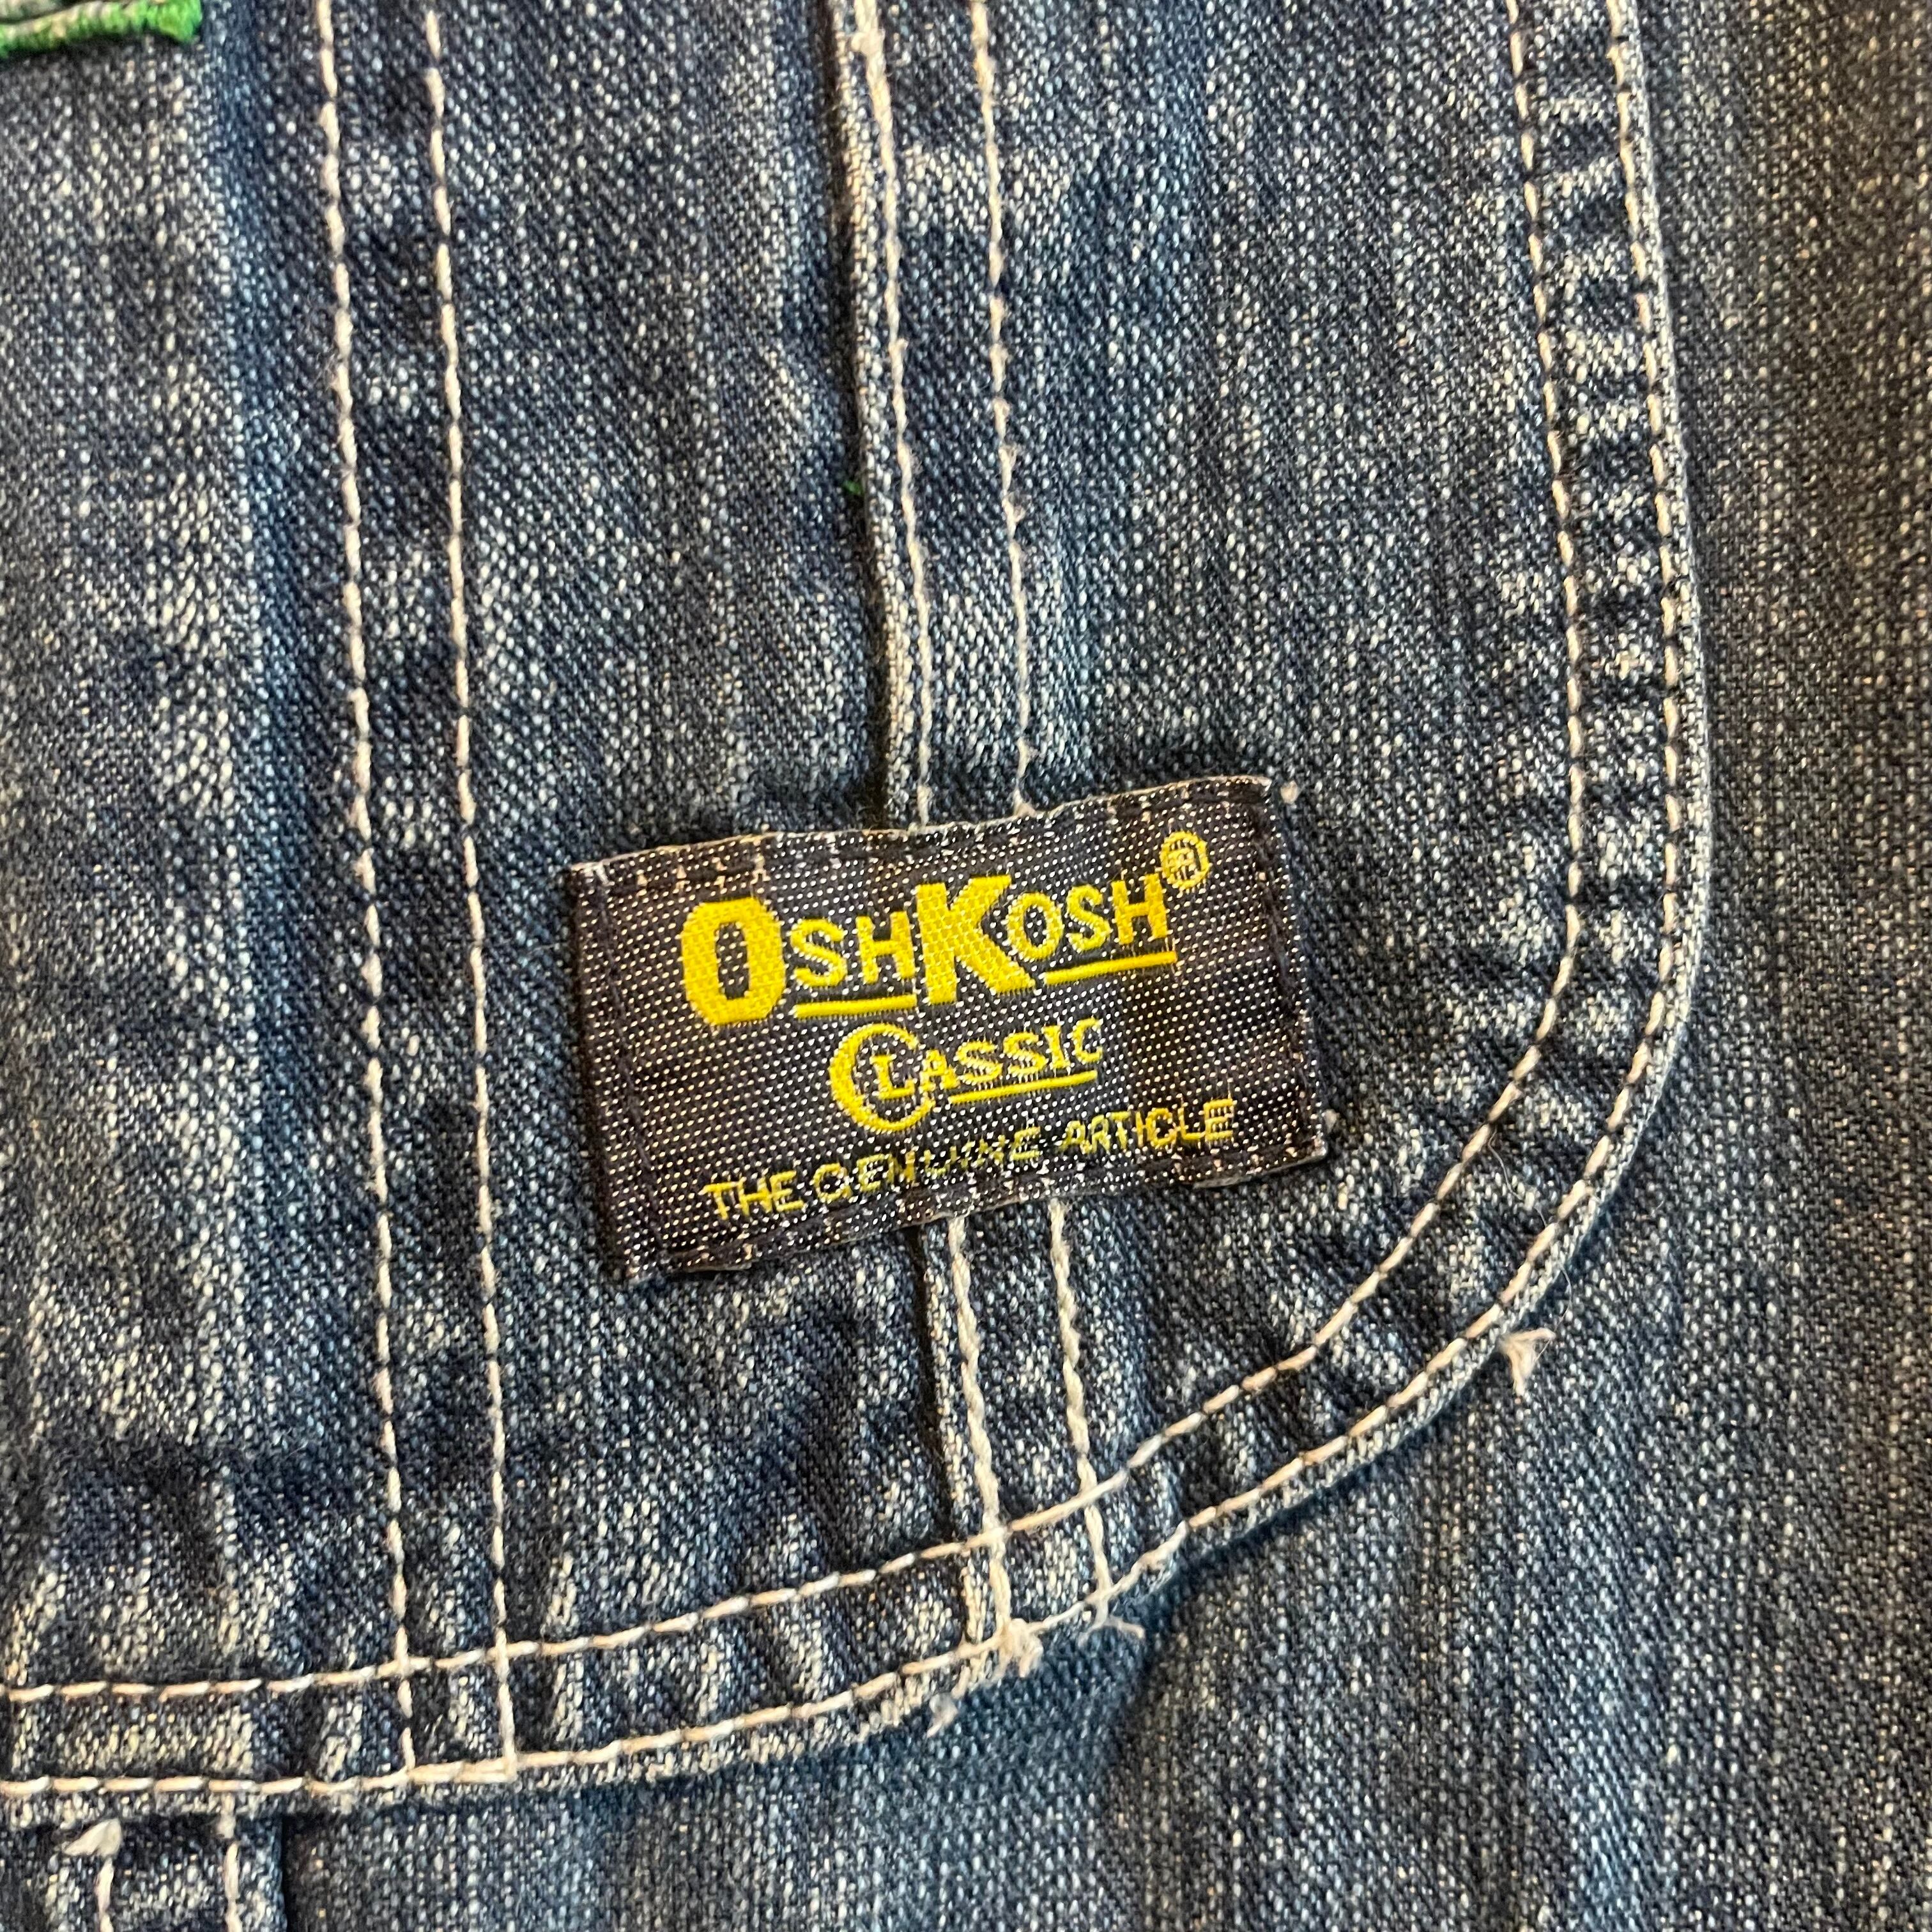 OSHKOSH®
CLASSIC
THE GENUINE ARTICLE